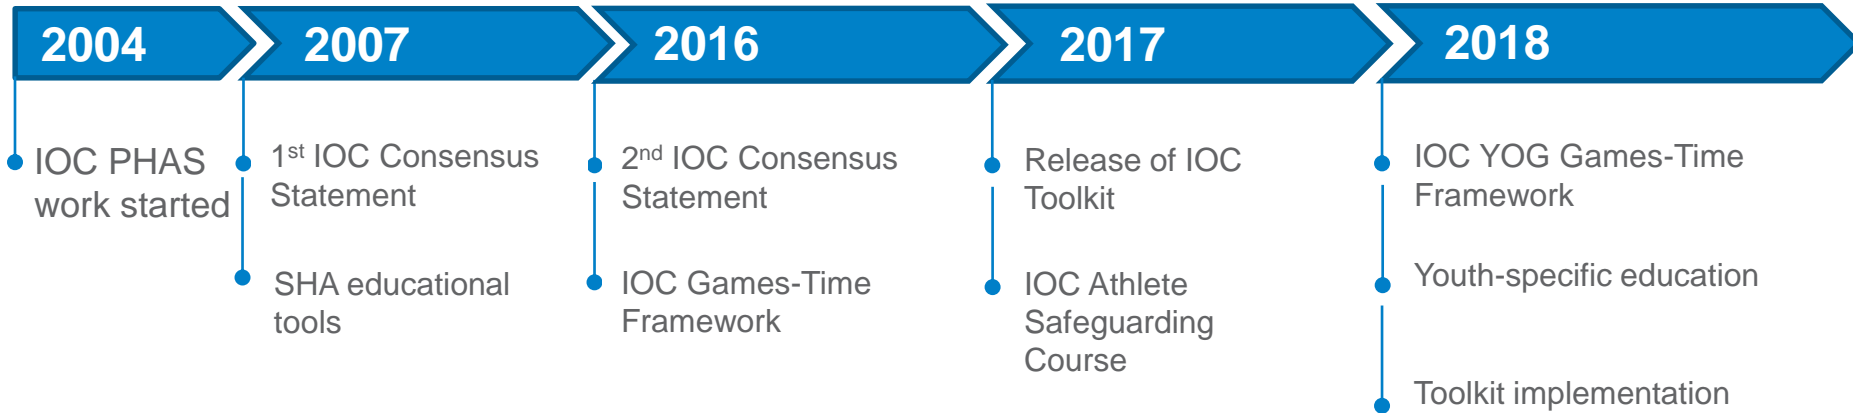 2004
2007
2016
2017
2018
IOC PHAS
work started
1st IOC Consensus
Statement
SHA educational
tools
2nd IOC Consensus
Statement
IOC Games-Time
Framework
Release of IOC
Toolkit
IOC Athlete
Safeguarding
Course
IOC YOG Games-Time
Framework
Youth-specific education
Toolkit implementation